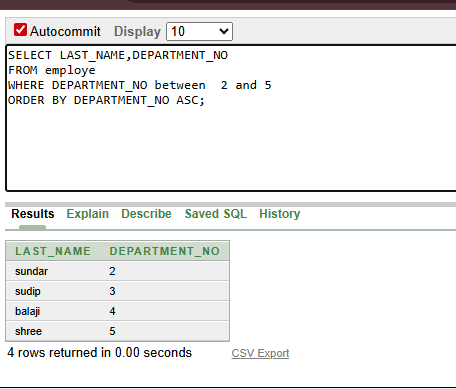 Autocommit Display 10
SELECT LAST_NAME,DEPARTMENT_NO
FROM employe
WHERE DEPARTMENT_NO between  2 and 5
ORDER BY DEPARTMENT_NO ASC;
Results Explain Describe Saved SQL History
LAST_NAME DEPARTMENT_NO
sundar 2
sudip 3
balaji 4
shree 5
4 rows returned in 0.00 seconds CSV Export